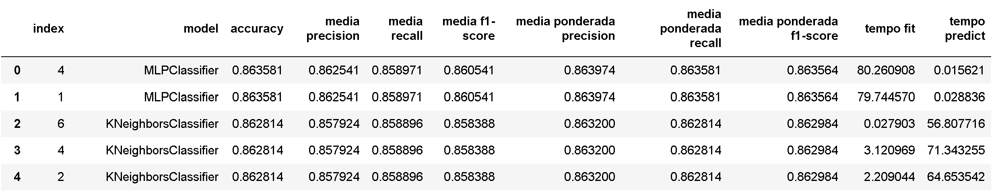 index model accuracy media precision media recall media f1-score media ponderada precision media ponderada recall media ponderada f1-score tempo fit tempo predict
0 4 MLPClassifier 0.863581 0.862541 0.858971 0.860541 0.863974 0.863581 0.863564 80.260908 0.015621
1 1 MLPClassifier 0.863581 0.862541 0.858971 0.860541 0.863974 0.863581 0.863564 79.744570 0.028836
2 6 KNeighborsClassifier 0.862814 0.857924 0.858896 0.858388 0.863200 0.862814 0.862984 0.027903 56.807716
3 4 KNeighborsClassifier 0.862814 0.857924 0.858896 0.858388 0.863200 0.862814 0.862984 3.120969 71.343255
4 2 KNeighborsClassifier 0.862814 0.857924 0.858896 0.858388 0.863200 0.862814 0.862984 2.209044 64.653542